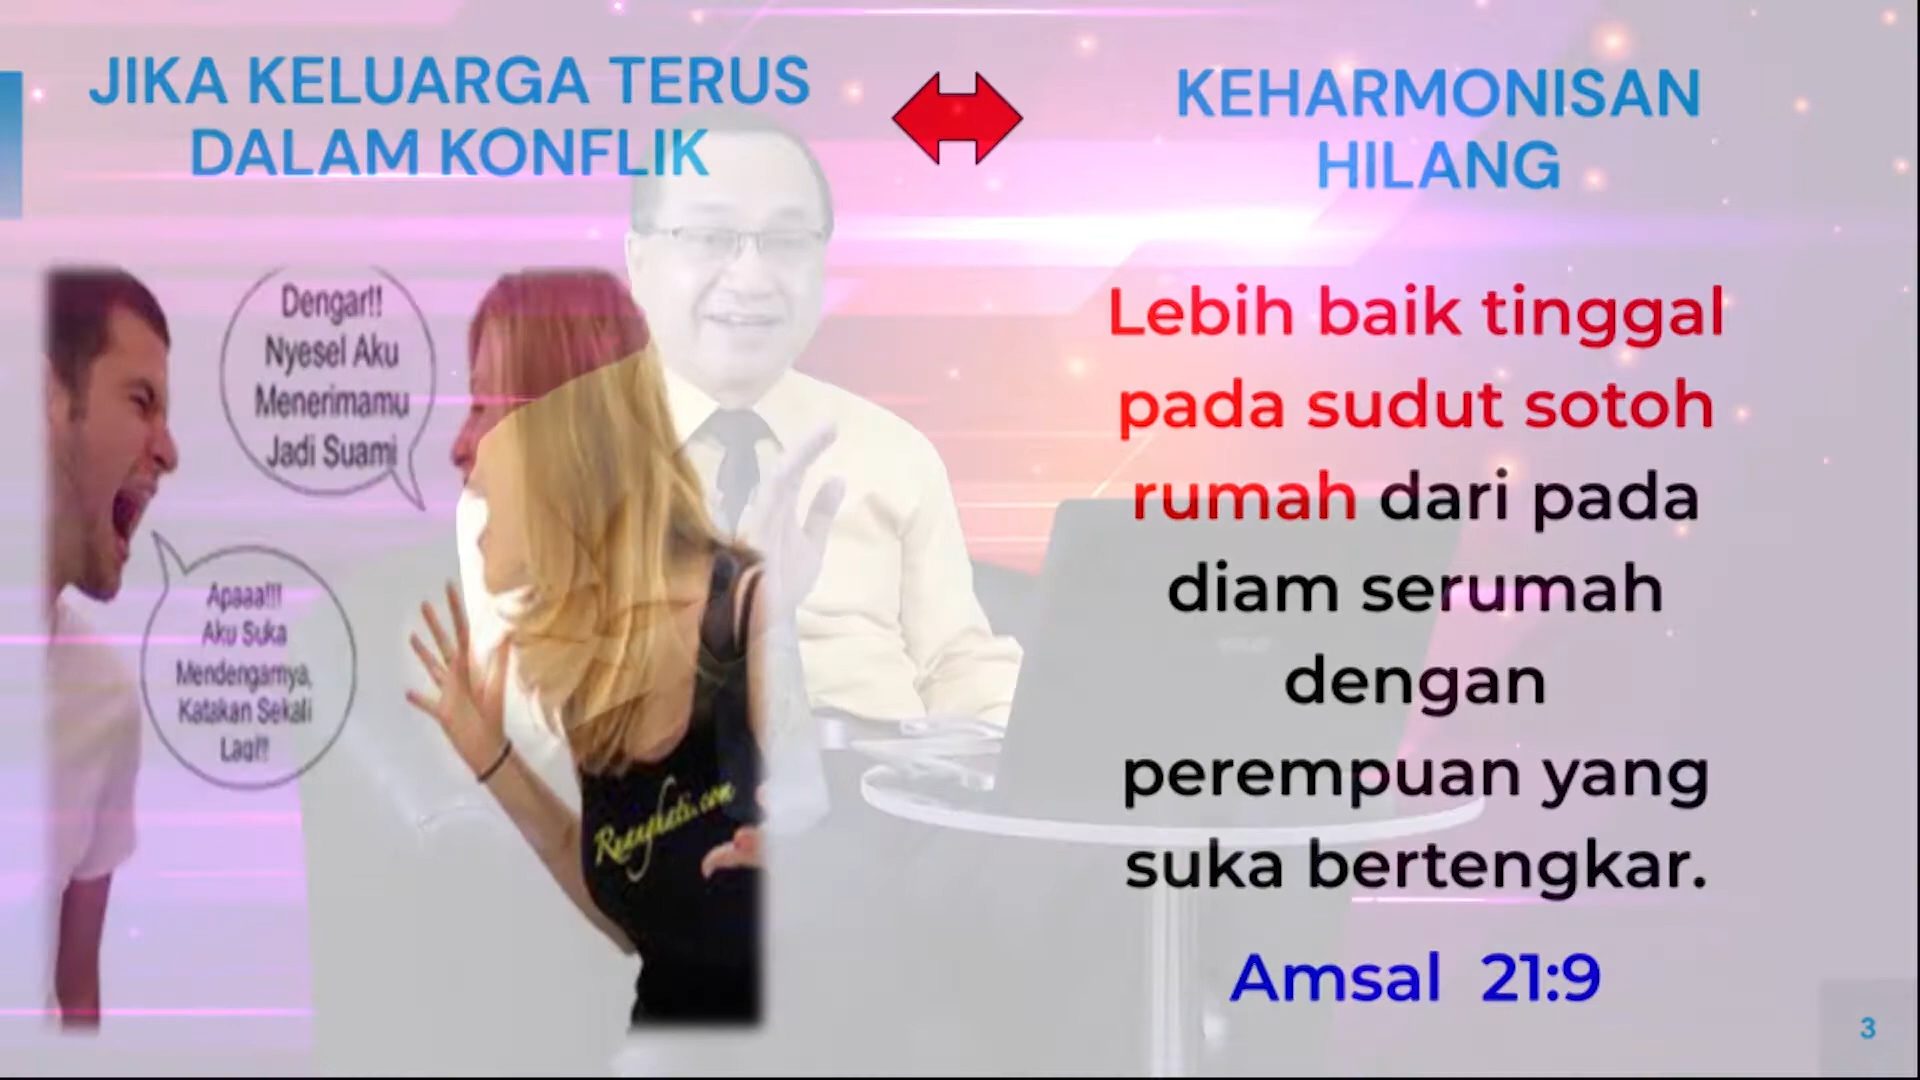 JIKA KELUARGA TERUS
DALAM KONFLIK
KEHARMONISAN
HILANG
Dengar!!
Nyesel Aku
Menerimamu
Jadi Suami
Apaaa!!!
Aku Suka
Mendengarnya,
Katakan Sekali
Lagi!!
Lebih baik tinggal
pada sudut sotoh
rumah dari pada
diam serumah
dengan
perempuan yang
suka bertengkar.
Amsal 21:9
3